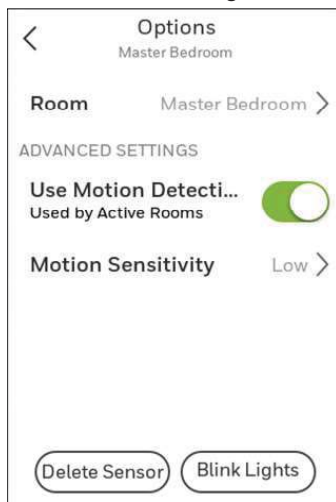 Options
Master Bedroom
Room Master Bedroom
ADVANCED SETTINGS
Use Motion Detecti...
Used by Active Rooms
Motion Sensitivity Low
Delete Sensor Blink Lights